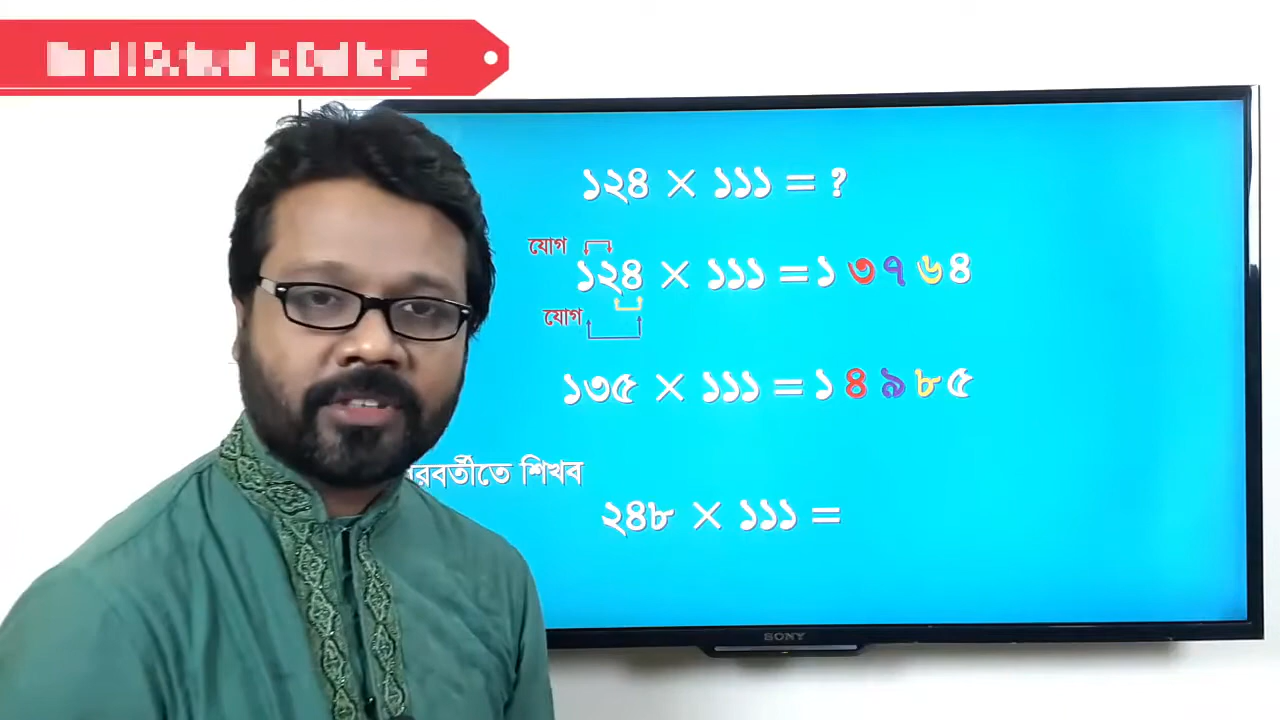 ১২৪ × ১১১ = ?
যোগ
১২৪ × ১১১ = ১ ৩ ৭ ৬ ৪
যোগ
১৩৫ × ১১১ = ১ ৪ ৯ ৮ ৫
শিখব
২৪৮ × ১১১ =
SONY